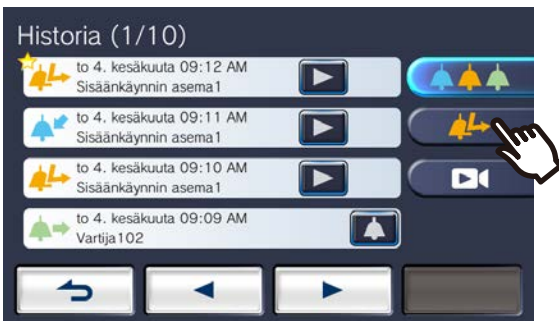 Historia (1/10)
to 4. kesäkuuta 09:12 AM
Sisäänkäynnin asema1
to 4. kesäkuuta 09:11 AM
Sisäänkäynnin asema1
to 4. kesäkuuta 09:10 AM
Sisäänkäynnin asema1
to 4. kesäkuuta 09:09 AM
Vartija102